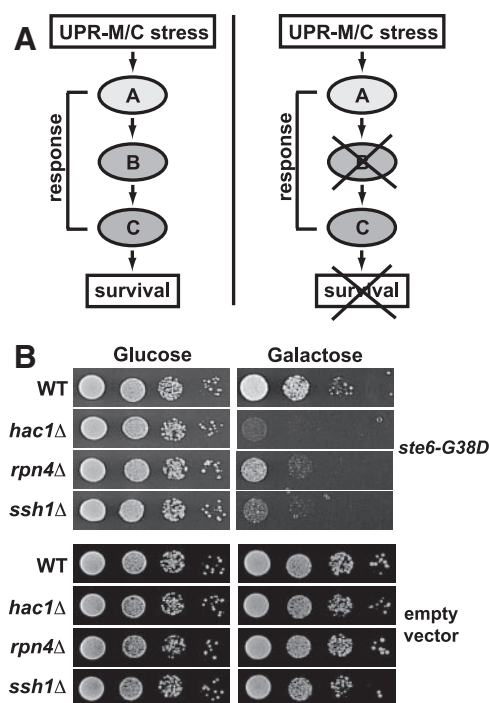 A
UPR-M/C stress
A
response
B
C
survival
UPR-M/C stress
A
response
C
survival
B
Glucose Galactose
WT
hac1Δ
rpn4Δ
ssh1Δ
ste6-G38D
WT
hac1Δ
rpn4Δ
ssh1Δ
empty
vector